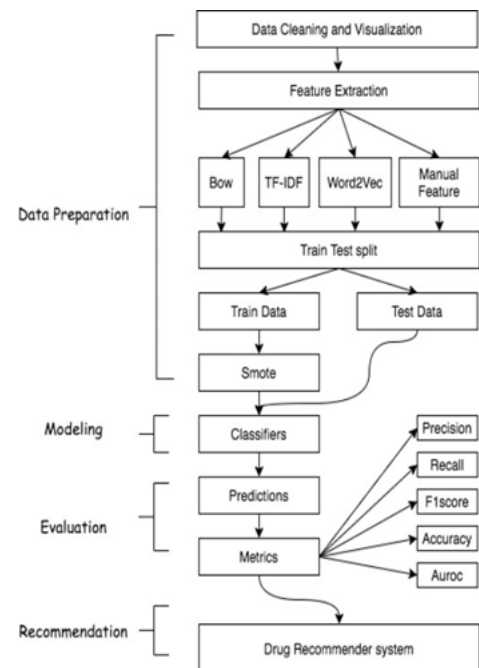 Data Cleaning and Visualization
Feature Extraction
Bow
TF-IDF
Word2Vec
Manual
Feature
Data Preparation
Train Test split
Train Data
Test Data
Smote
Modeling
Classifiers
Precision
Recall
Predictions
F1score
Evaluation
Accuracy
Metrics
Auroc
Recommendation
Drug Recommender system